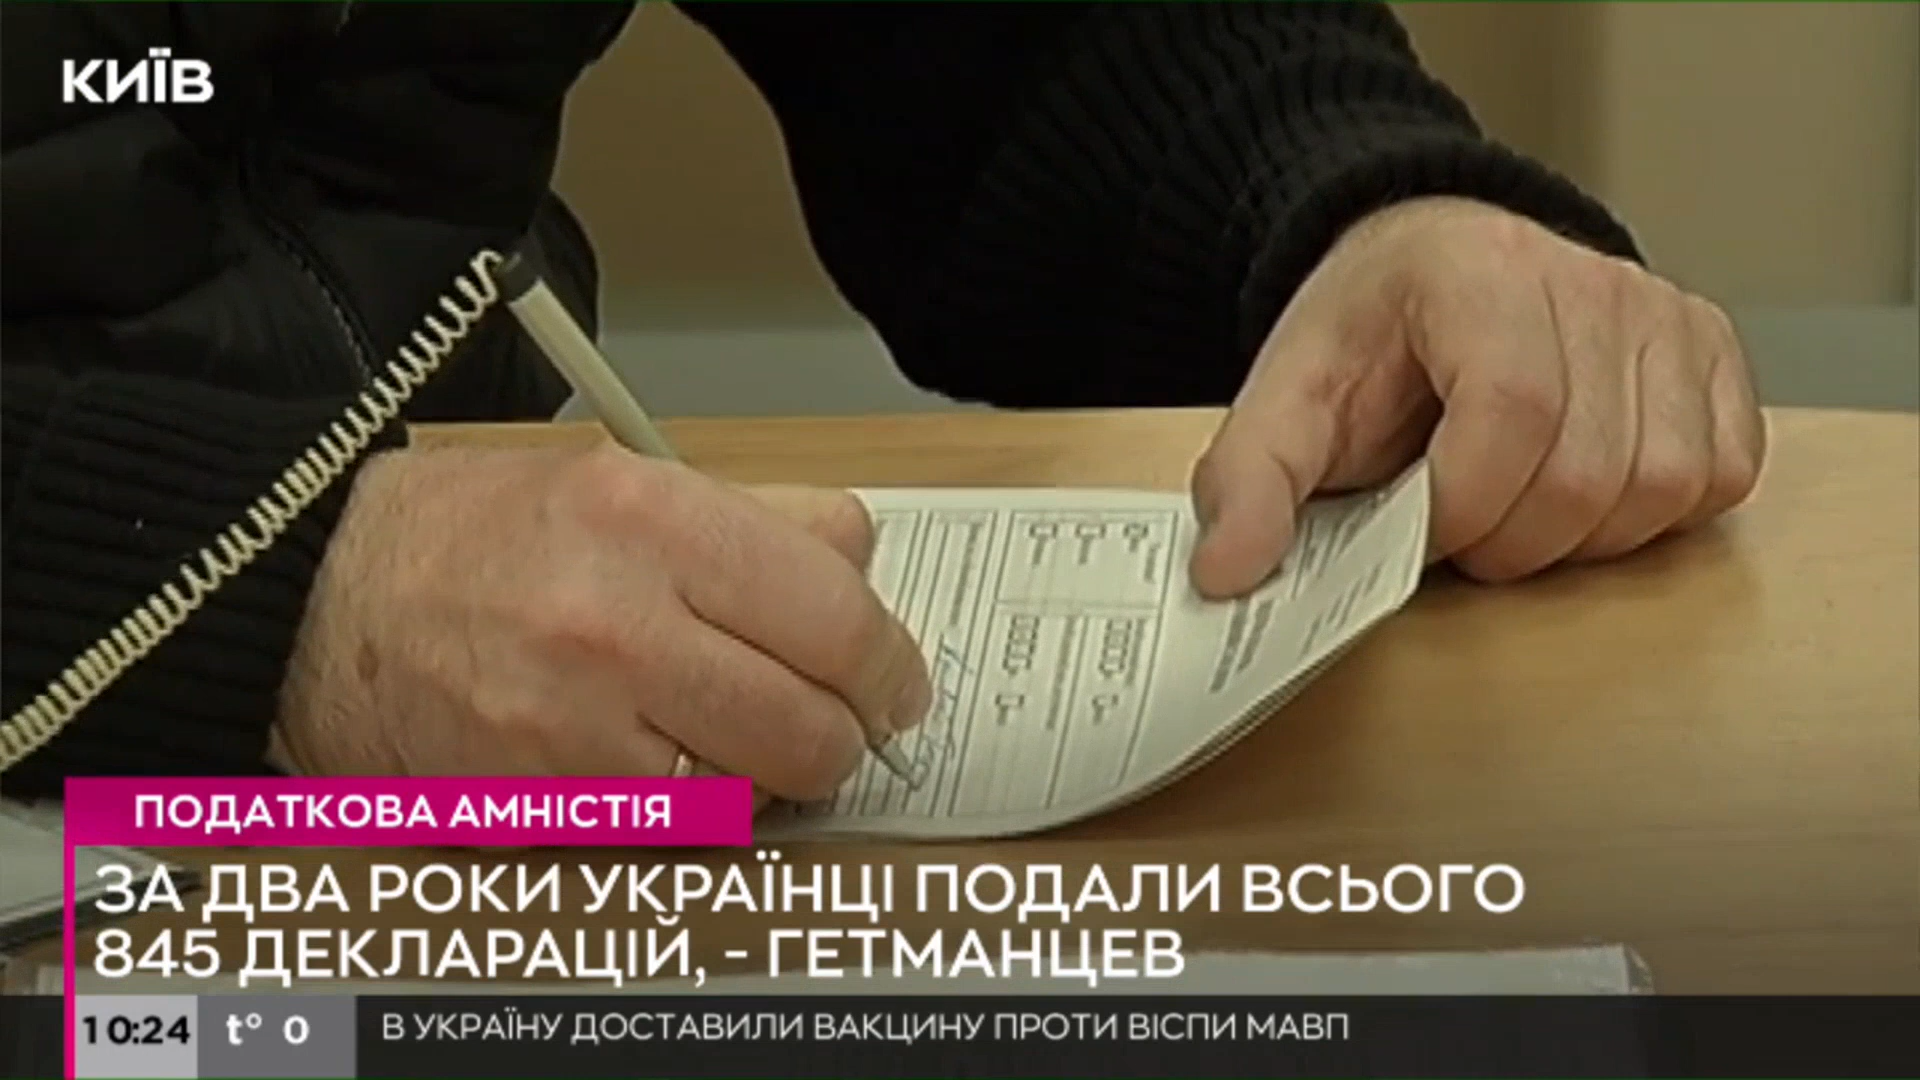 КИЇВ
ПОДАТКОВА АМНІСТІЯ
ЗА ДВА РОКИ УКРАЇНЦІ ПОДАЛИ ВСЬОГО
845 ДЕКЛАРАЦІЙ, - ГЕТМАНЦЕВ
10:24 t° 0 В УКРАЇНУ ДОСТАВИЛИ ВАКЦИНУ ПРОТИ ВІСПИ МАВП